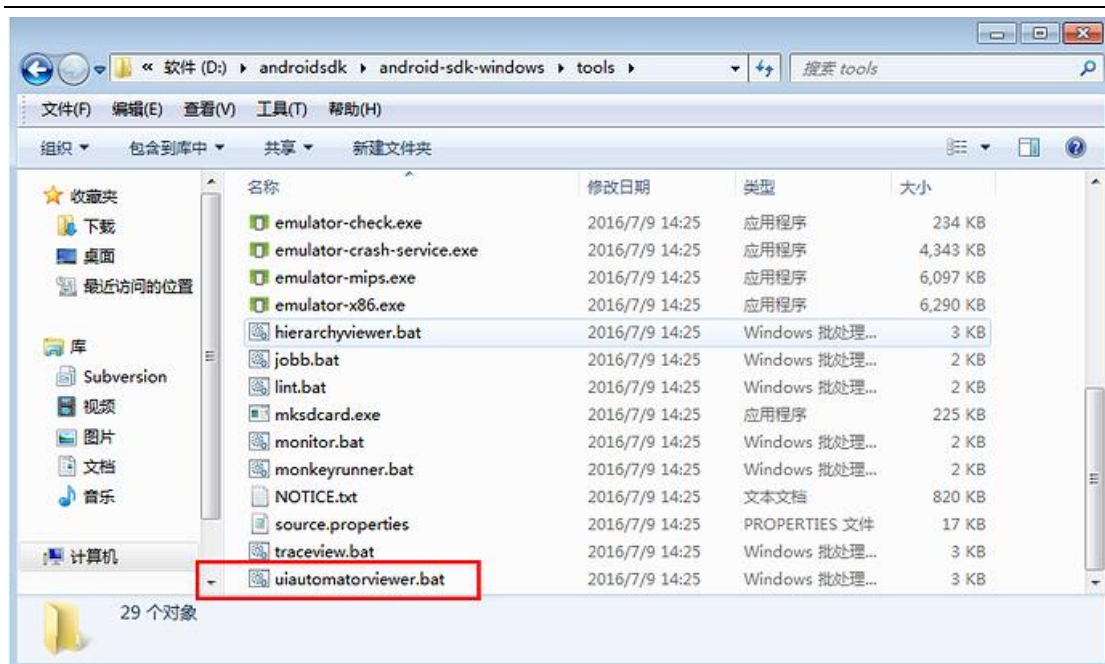 « 软件 (D:) ▸ androidsdk ▸ android-sdk-windows ▸ tools ▸ 搜索 tools
文件(F) 编辑(E) 查看(V) 工具(T) 帮助(H)
组织 包含到库中 共享 新建文件夹
收藏夹
下载
桌面
最近访问的位置
库
Subversion
视频
图片
文档
音乐
计算机
名称 修改日期 类型 大小
emulator-check.exe 2016/7/9 14:25 应用程序 234 KB
emulator-crash-service.exe 2016/7/9 14:25 应用程序 4,343 KB
emulator-mips.exe 2016/7/9 14:25 应用程序 6,097 KB
emulator-x86.exe 2016/7/9 14:25 应用程序 6,290 KB
hierarchyviewer.bat 2016/7/9 14:25 Windows 批处理... 3 KB
jobb.bat 2016/7/9 14:25 Windows 批处理... 2 KB
lint.bat 2016/7/9 14:25 Windows 批处理... 2 KB
mksdcard.exe 2016/7/9 14:25 应用程序 225 KB
monitor.bat 2016/7/9 14:25 Windows 批处理... 2 KB
monkeyrunner.bat 2016/7/9 14:25 Windows 批处理... 2 KB
NOTICE.txt 2016/7/9 14:25 文本文档 820 KB
source.properties 2016/7/9 14:25 PROPERTIES 文件 17 KB
traceview.bat 2016/7/9 14:25 Windows 批处理... 3 KB
uiautomatorviewer.bat 2016/7/9 14:25 Windows 批处理... 3 KB
29 个对象